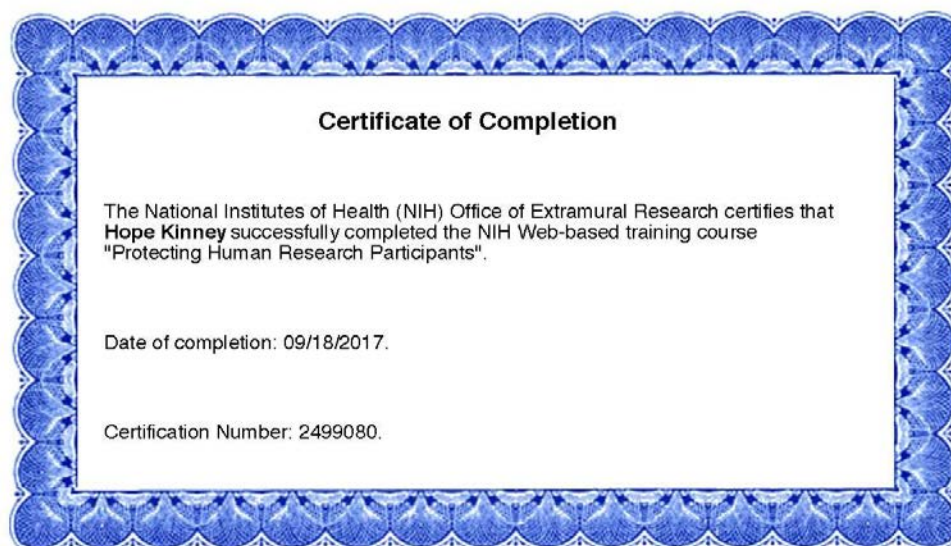 Certificate of Completion
The National Institutes of Health (NIH) Office of Extramural Research certifies that
Hope Kinney successfully completed the NIH Web-based training course
"Protecting Human Research Participants".
Date of completion: 09/18/2017.
Certification Number: 2499080.